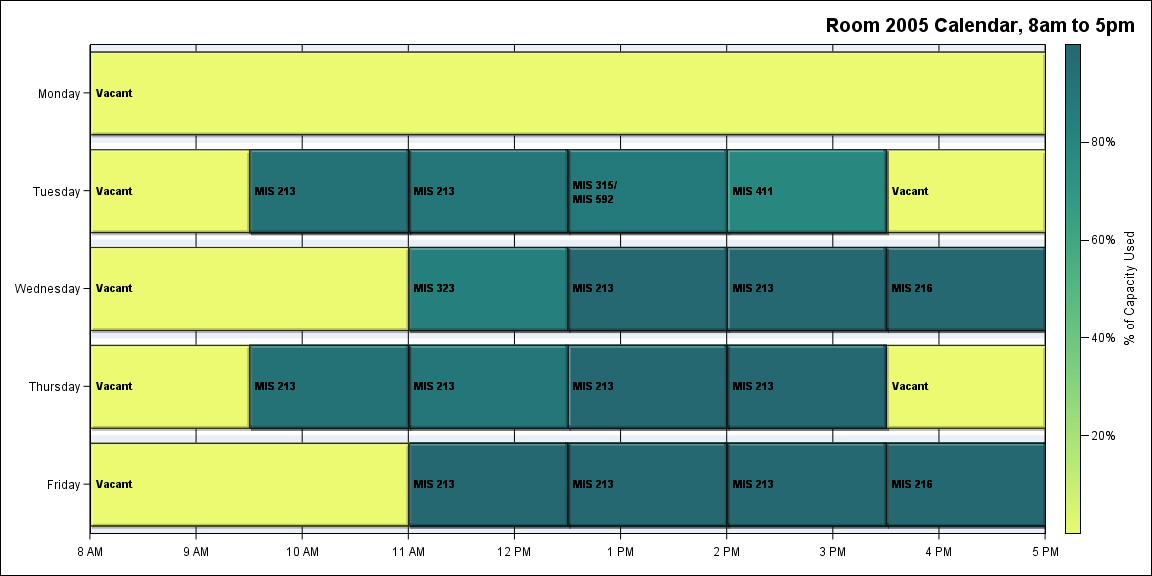 Room 2005 Calendar, 8am to 5pm
Monday
Vacant
Tuesday
Vacant
MIS 213
MIS 213
MIS 315/
MIS 592
MIS 411
Vacant
Wednesday
Vacant
MIS 323
MIS 213
MIS 213
MIS 216
Thursday
Vacant
MIS 213
MIS 213
MIS 213
MIS 213
Vacant
Friday
Vacant
MIS 213
MIS 213
MIS 213
MIS 216
8 AM
9 AM
10 AM
11 AM
12 PM
1 PM
2 PM
3 PM
4 PM
5 PM
80%
60%
40%
20%
% of Capacity Used